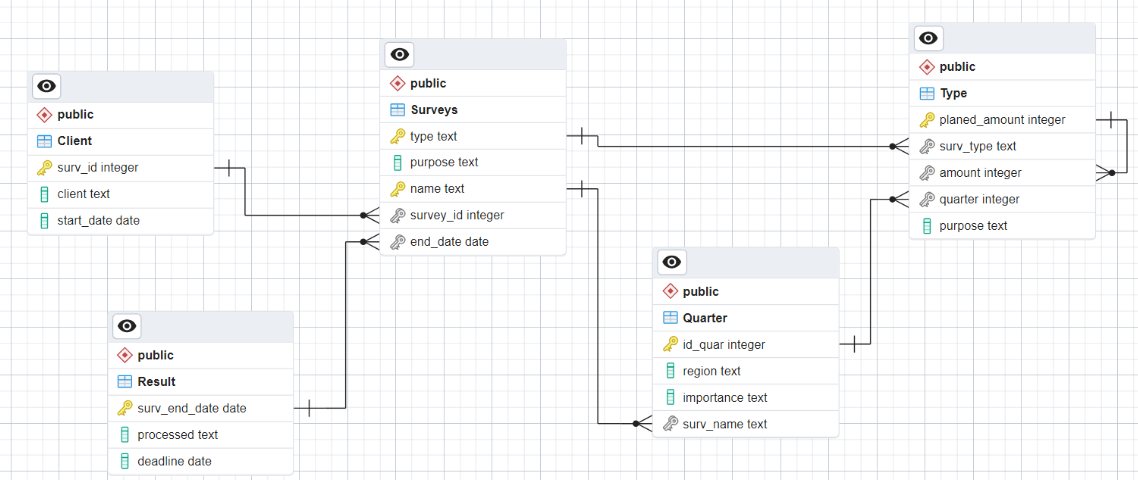 public
Client
surv_id integer
client text
start_date date
public
Surveys
type text
purpose text
name text
survey_id integer
end_date date
public
Type
planed_amount integer
surv_type text
amount integer
quarter integer
purpose text
public
Result
surv_end_date date
processed text
deadline date
public
Quarter
id_quar integer
region text
importance text
surv_name text